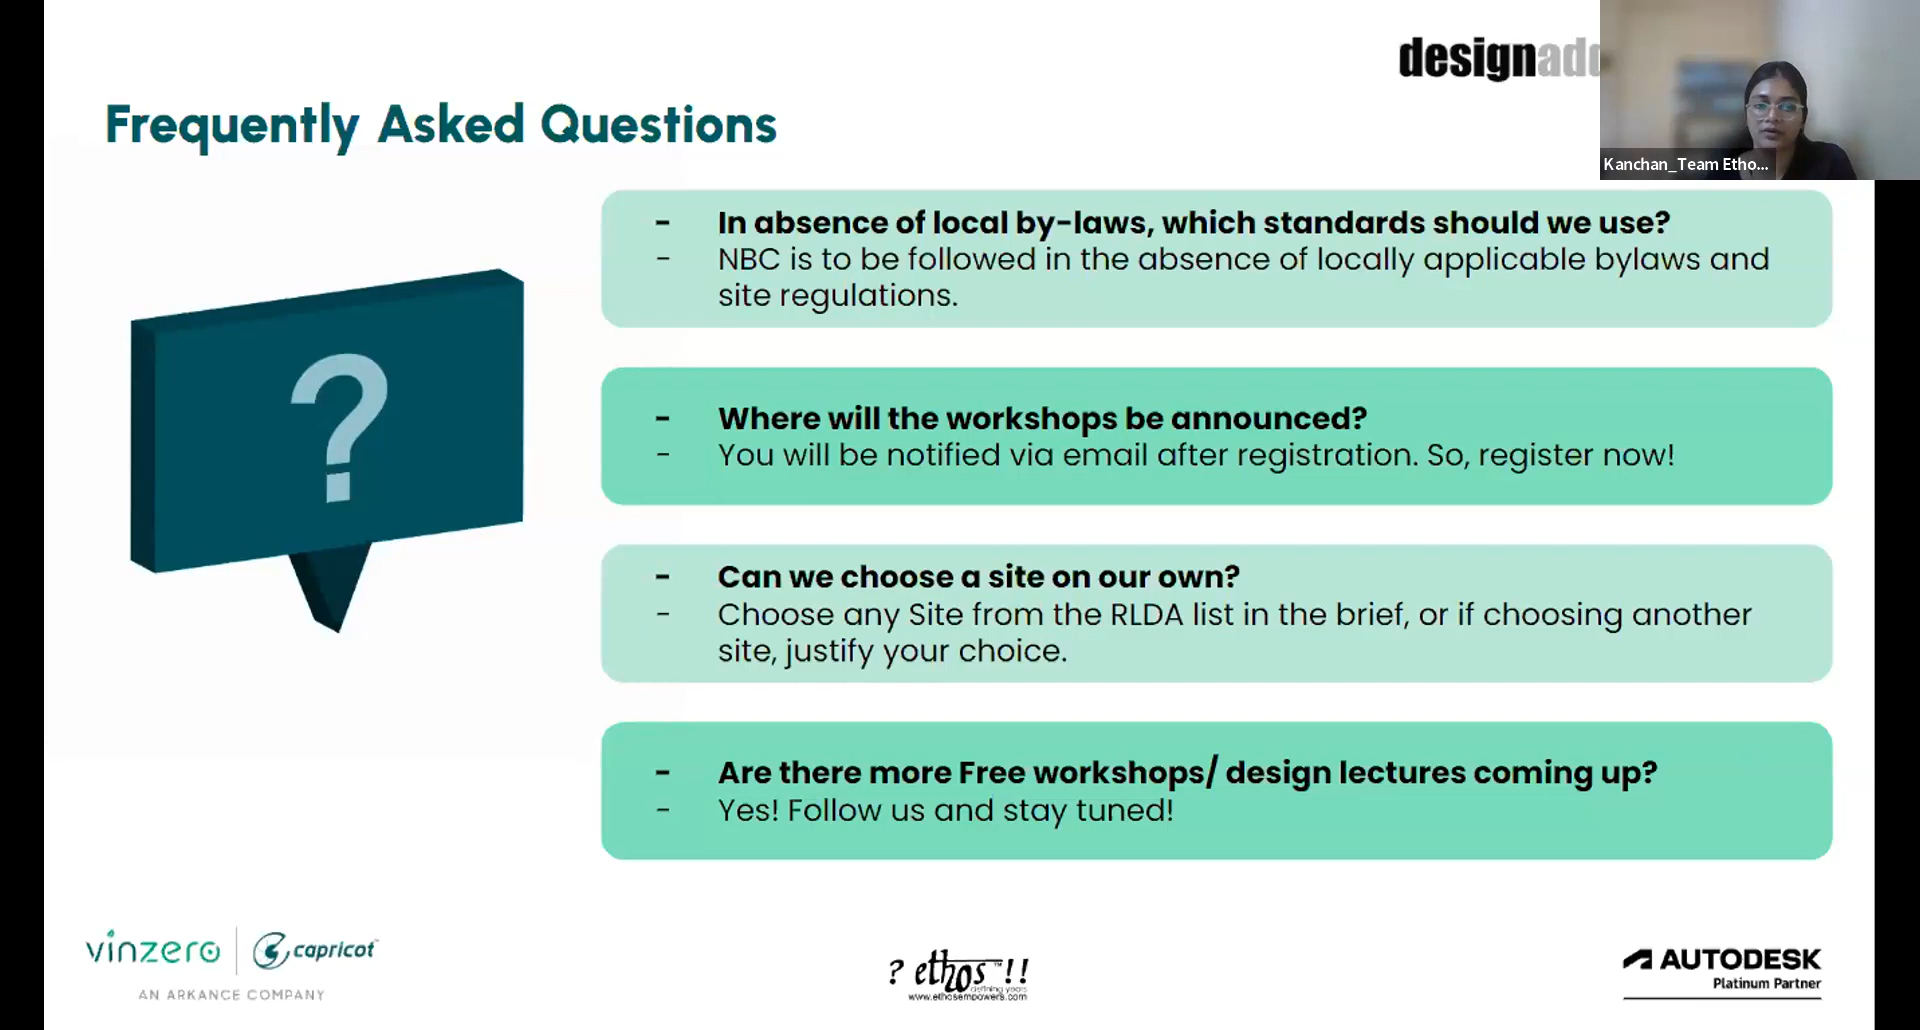 designadd
Kanchan_Team Etho...
Frequently Asked Questions
?
- In absence of local by-laws, which standards should we use?
- NBC is to be followed in the absence of locally applicable bylaws and
site regulations.
- Where will the workshops be announced?
- You will be notified via email after registration. So, register now!
- Can we choose a site on our own?
- Choose any Site from the RLDA list in the brief, or if choosing another
site, justify your choice.
- Are there more Free workshops/ design lectures coming up?
- Yes! Follow us and stay tuned!
vinzero capricot™
AN ARKANCE COMPANY
? ethos™!!
defining years
www.ethosempowers.com
AUTODESK
Platinum Partner